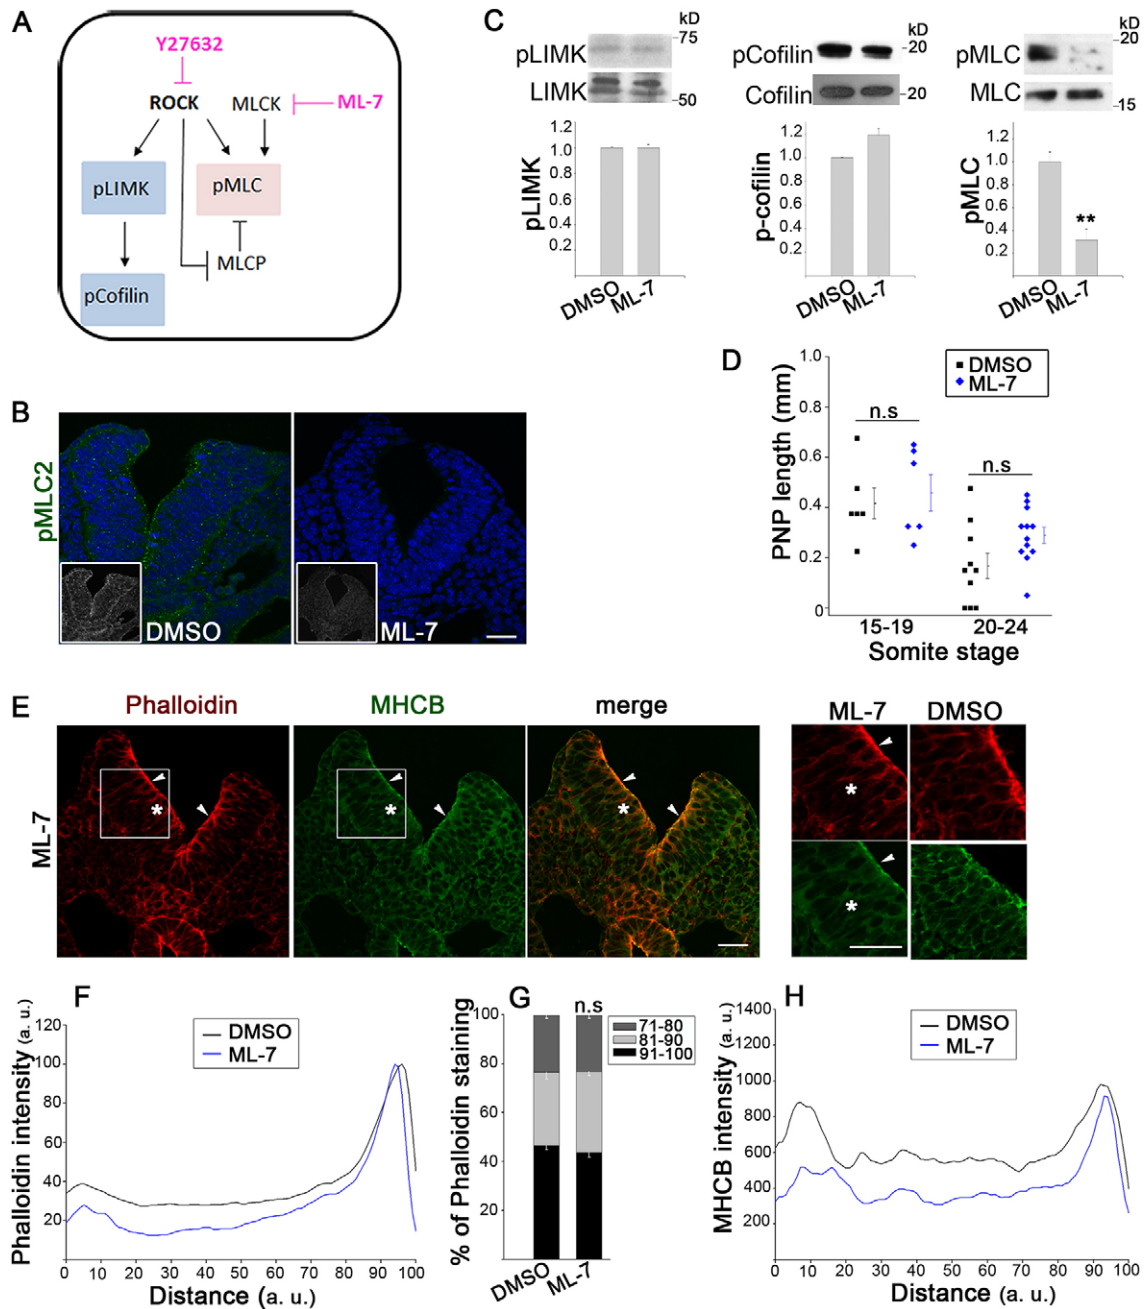 A
Y27632
ROCK
MLCK
ML-7
pLIMK
pMLC
MLCP
pCofilin
C
kD
kD
kD
pLIMK
75
LIMK
50
pCofilin
20
Cofilin
20
pMLC
20
MLC
15
pLIMK
1.2
1.0
0.8
0.6
0.4
0.2
DMSO
ML-7
p-cofilin
1.2
1.0
0.8
0.6
0.4
0.2
DMSO
ML-7
pMLC
1.2
1.0
0.8
0.6
0.4
0.2
**
DMSO
ML-7
B
pMLC2
DMSO
ML-7
D
PNP length (mm)
1.0
0.8
0.6
0.4
0.2
0
DMSO
ML-7
n.s
n.s
15-19
20-24
Somite stage
E
Phalloidin
MHCB
merge
ML-7
DMSO
ML-7
*
*
*
*
*
F
Phalloidin intensity (a. u.)
120
100
80
60
40
20
DMSO
ML-7
0 10 20 30 40 50 60 70 80 90 100
Distance (a. u.)
G
% of Phalloidin staining
100
80
60
40
20
n.s
71-80
81-90
91-100
DMSO
ML-7
H
MHCB intensity (a. u.)
1400
1200
1000
800
600
400
200
DMSO
ML-7
0 10 20 30 40 50 60 70 80 90 100
Distance (a. u.)